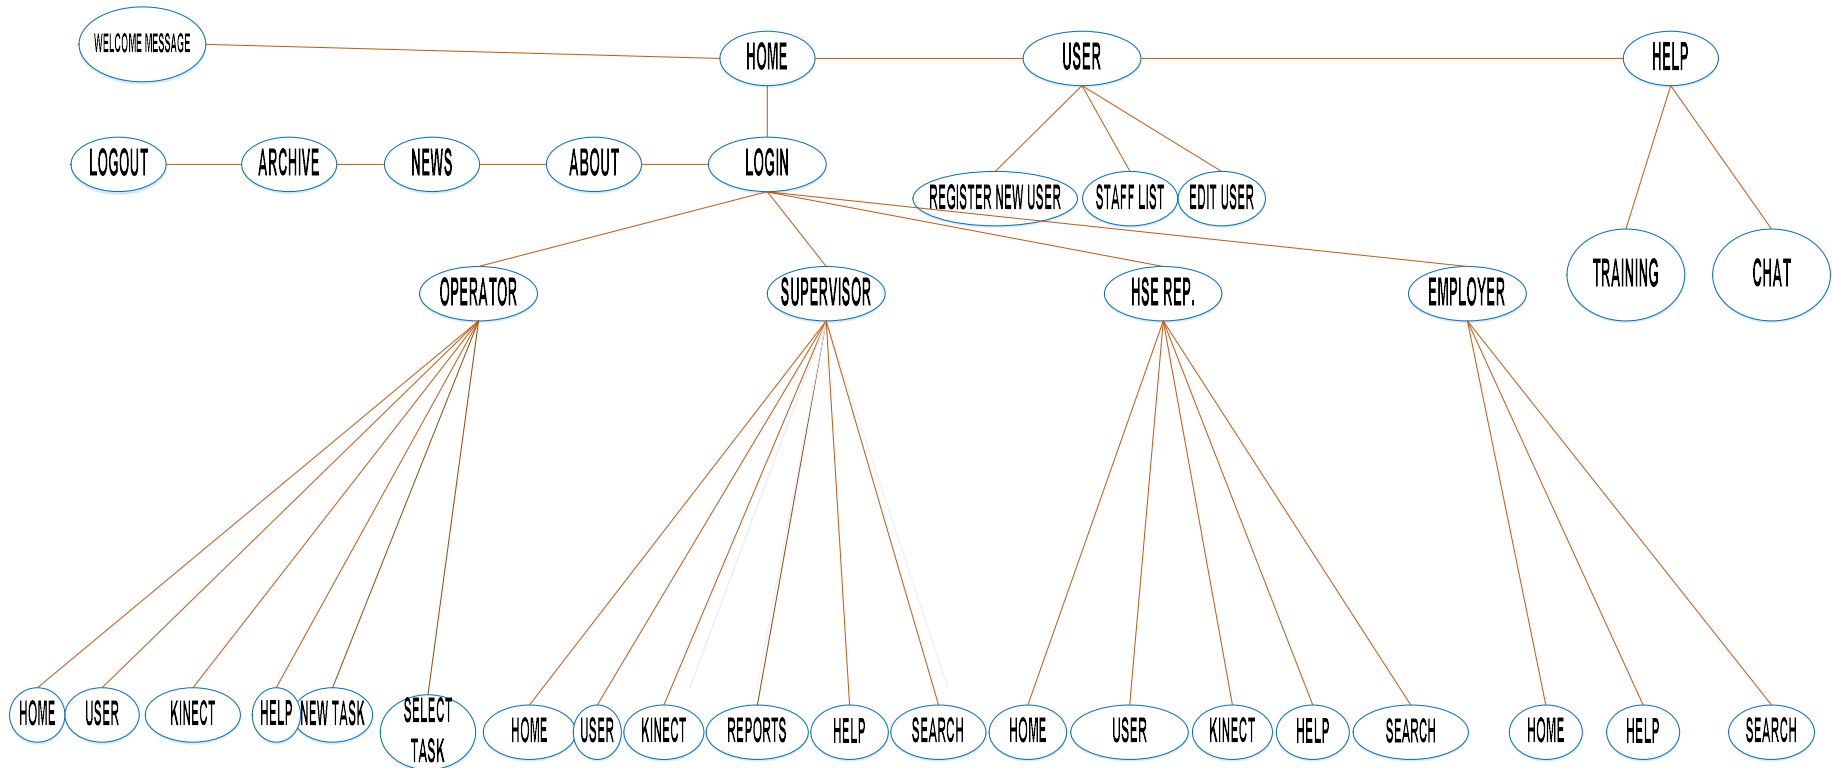 WELCOME MESSAGE
HOME
USER
HELP
LOGOUT
ARCHIVE
NEWS
ABOUT
LOGIN
REGISTER NEW USER
STAFF LIST
EDIT USER
TRAINING
CHAT
OPERATOR
SUPERVISOR
HSE REP.
EMPLOYER
HOME
USER
KINECT
HELP
NEW TASK
SELECT
TASK
HOME
USER
KINECT
REPORTS
HELP
SEARCH
HOME
USER
KINECT
HELP
SEARCH
HOME
HELP
SEARCH